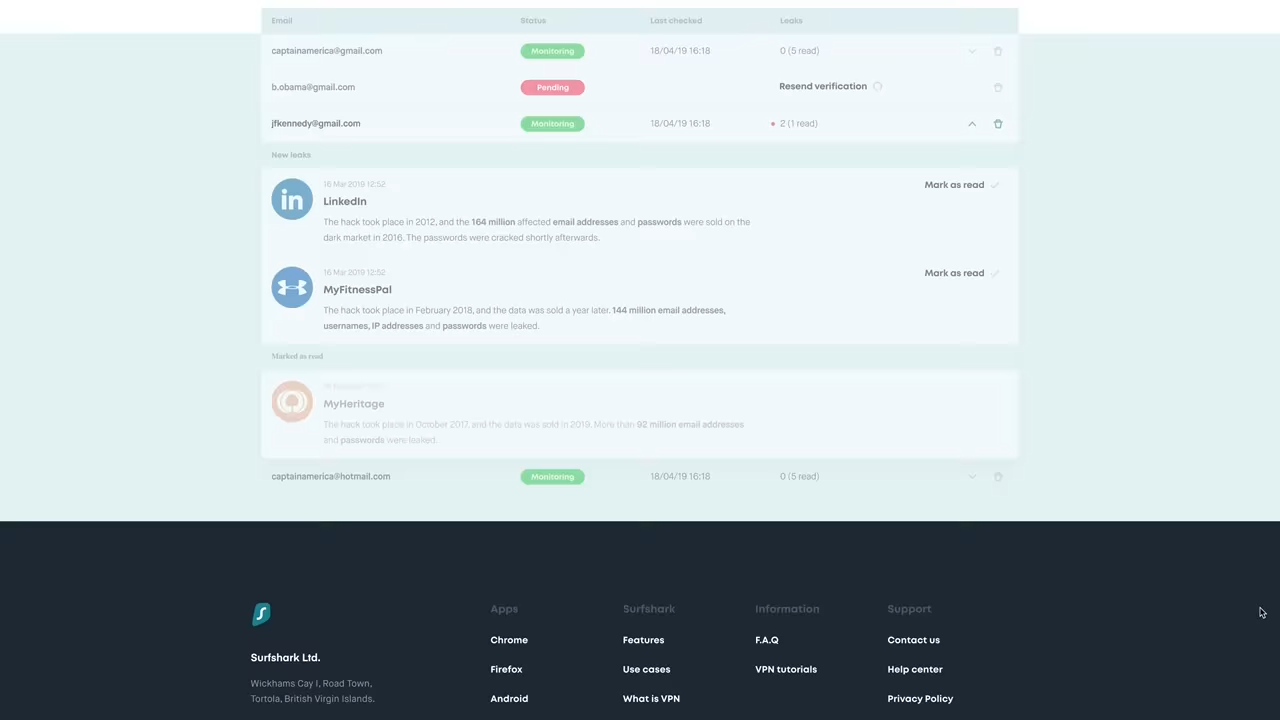 Email Status Last checked Leaks
captainamerica@gmail.com Monitoring 18/04/19 16:18 0 (5 read)
b.obama@gmail.com Pending Resend verification
jfkennedy@gmail.com Monitoring 18/04/19 16:18 2 (1 read)
New leaks
16 Mar 2019 12:52 Mark as read
LinkedIn
The hack took place in 2012, and the 164 million affected email addresses and passwords were sold on the
dark market in 2016. The passwords were cracked shortly afterwards.
16 Mar 2019 12:52 Mark as read
MyFitnessPal
The hack took place in February 2018, and the data was sold a year later. 144 million email addresses,
usernames, IP addresses and passwords were leaked.
Marked as read
MyHeritage
The hack took place in October 2017, and the data was sold in 2019. More than 92 million email addresses
and passwords were leaked.
captainamerica@hotmail.com Monitoring 18/04/19 16:18 0 (5 read)
Apps Surfshark Information Support
Chrome Features F.A.Q Contact us
Surfshark Ltd.
Firefox Use cases VPN tutorials Help center
Wickhams Cay I, Road Town,
Tortola, British Virgin Islands.
Android What is VPN Privacy Policy